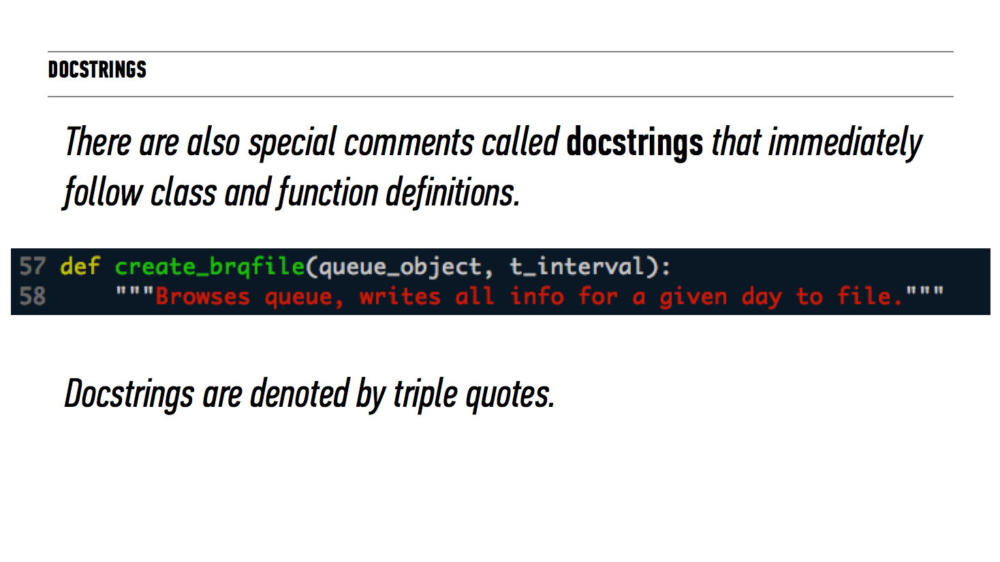 DOCSTRINGS
There are also special comments called docstrings that immediately
follow class and function definitions.
57 def create_brqfile(queue_object, t_interval):
58     """Browses queue, writes all info for a given day to file."""
Docstrings are denoted by triple quotes.